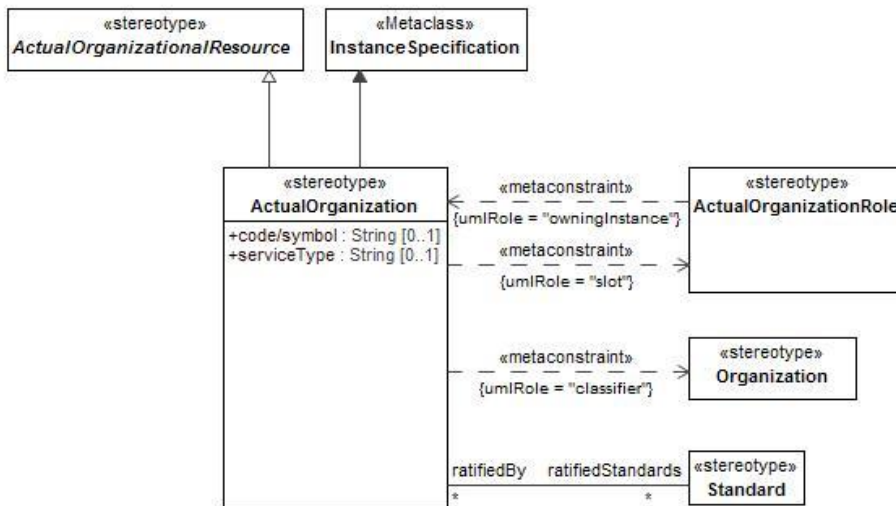 «stereotype»
ActualOrganizationalResource
«Metaclass»
InstanceSpecification
«stereotype»
ActualOrganization
+code/symbol : String [0..1]
+serviceType : String [0..1]
«metaconstraint»
{umlRole = "owningInstance"}
«metaconstraint»
{umlRole = "slot"}
«stereotype»
ActualOrganizationRole
«metaconstraint»
{umlRole = "classifier"}
«stereotype»
Organization
ratifiedBy
*
ratifiedStandards
*
«stereotype»
Standard